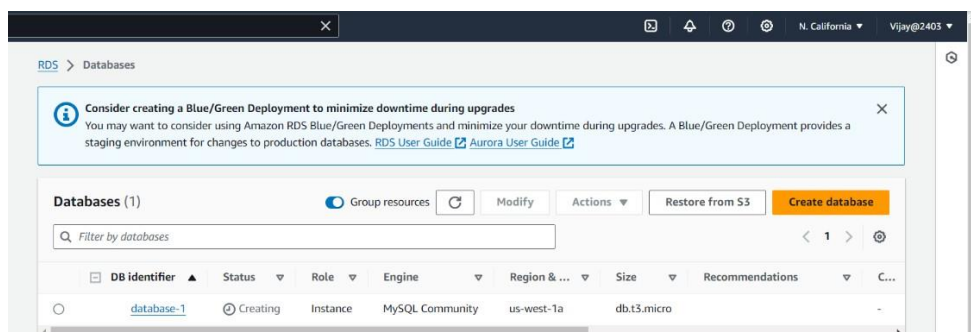 N. California ▼ Vijay@2403 ▼
RDS > Databases
Consider creating a Blue/Green Deployment to minimize downtime during upgrades
You may want to consider using Amazon RDS Blue/Green Deployments and minimize your downtime during upgrades. A Blue/Green Deployment provides a
staging environment for changes to production databases. RDS User Guide Aurora User Guide
Databases (1) Group resources Modify Actions ▼ Restore from S3 Create database
Filter by databases < 1 >
DB identifier ▲ Status Role Engine Region & ... Size Recommendations C...
database-1 Creating Instance MySQL Community us-west-1a db.t3.micro -